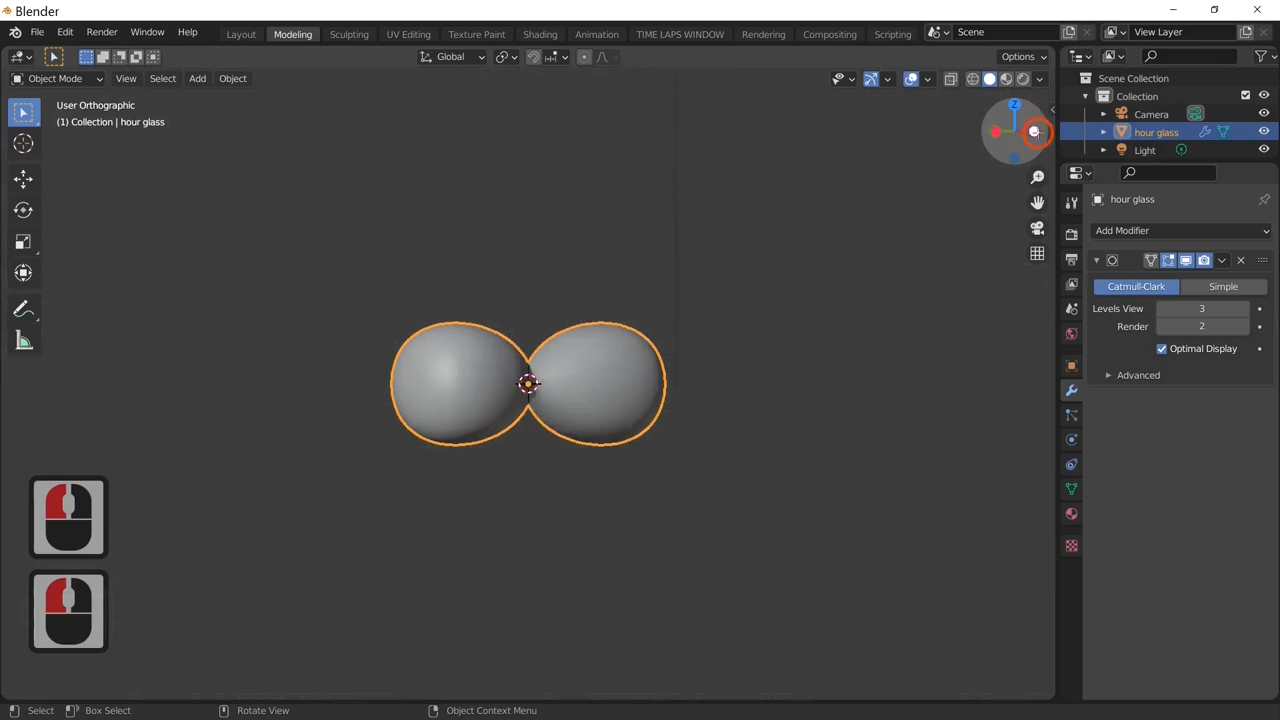 Blender
File Edit Render Window Help
Layout Modeling Sculpting UV Editing Texture Paint Shading Animation TIME LAPS WINDOW Rendering Compositing Scripting
Scene
View Layer
Global
Options
Object Mode View Select Add Object
User Orthographic
(1) Collection | hour glass
Z
Scene Collection
Collection
Camera
hour glass
Light
hour glass
Add Modifier
Catmull-Clark Simple
Levels View 3
Render 2
Optimal Display
Advanced
Select Box Select Rotate View Object Context Menu